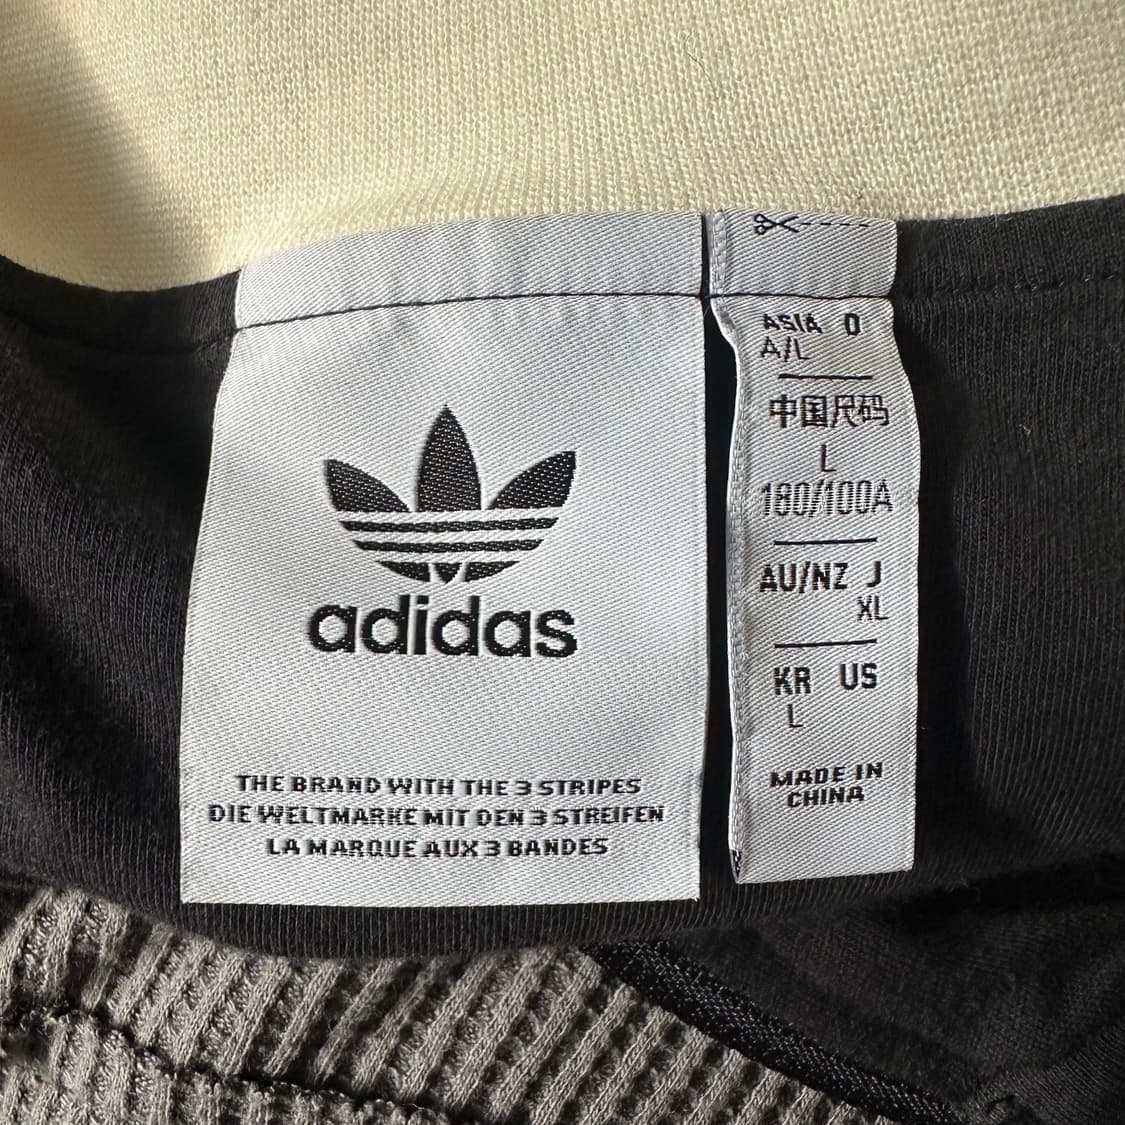 adidas
THE BRAND WITH THE 3 STRIPES
DIE WELTMARKE MIT DEN 3 STREIFEN
LA MARQUE AUX 3 BANDES
ASIA O
A/L
中国尺码
L
180/100A
AU/NZ J
XL
KR US
L
MADE IN
CHINA